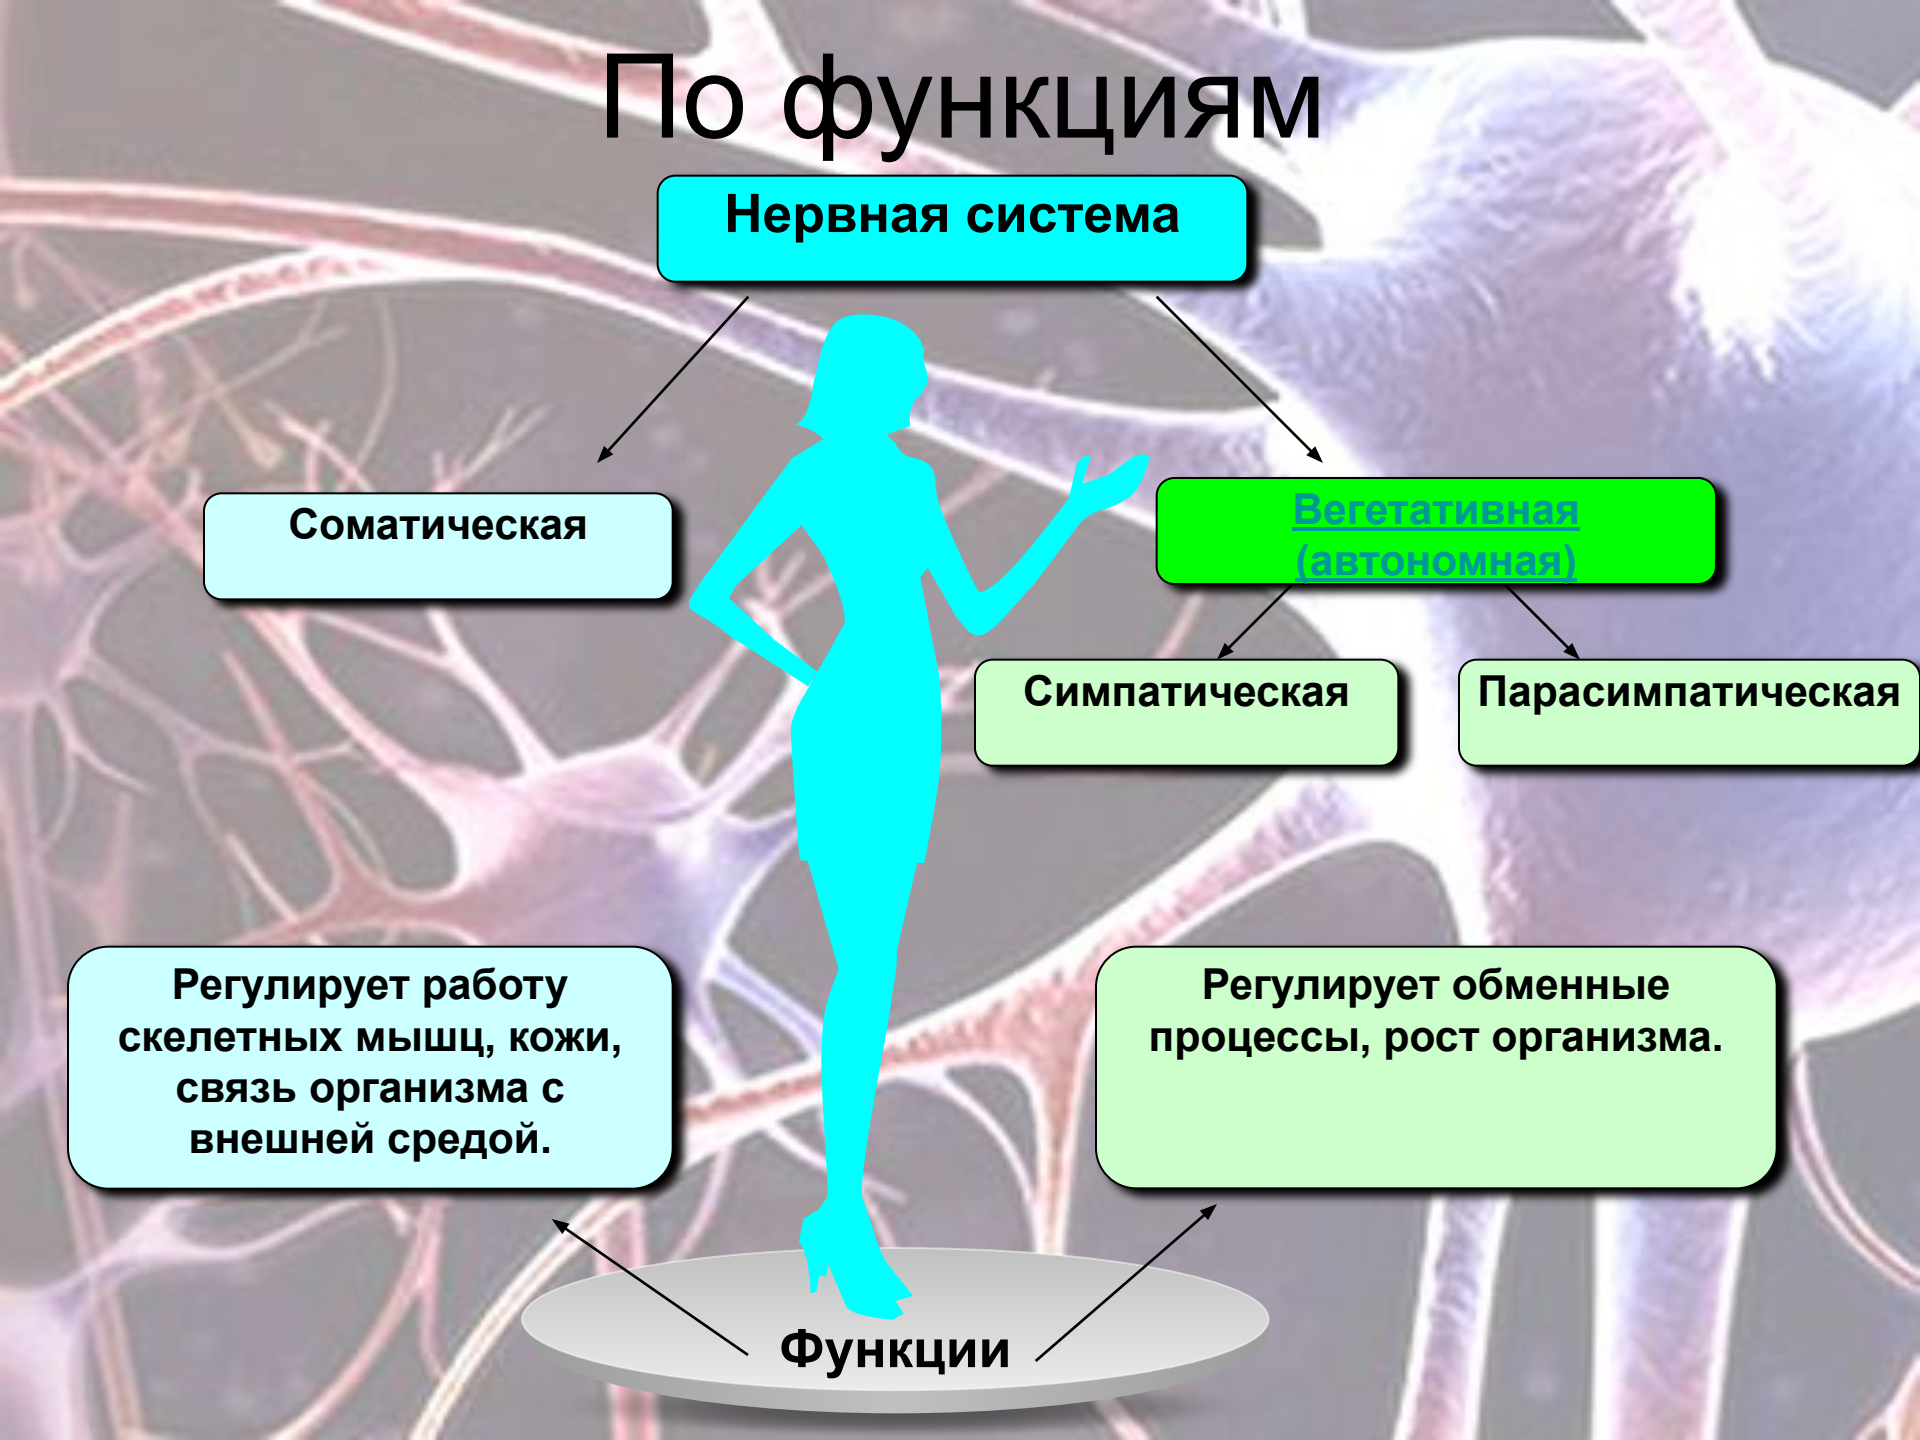 По функциям
Нервная система
Соматическая
Вегетативная
(автономная)
Симпатическая
Парасимпатическая
Регулирует работу
скелетных мышц, кожи,
связь организма с
внешней средой.
Регулирует обменные
процессы, рост организма.
Функции